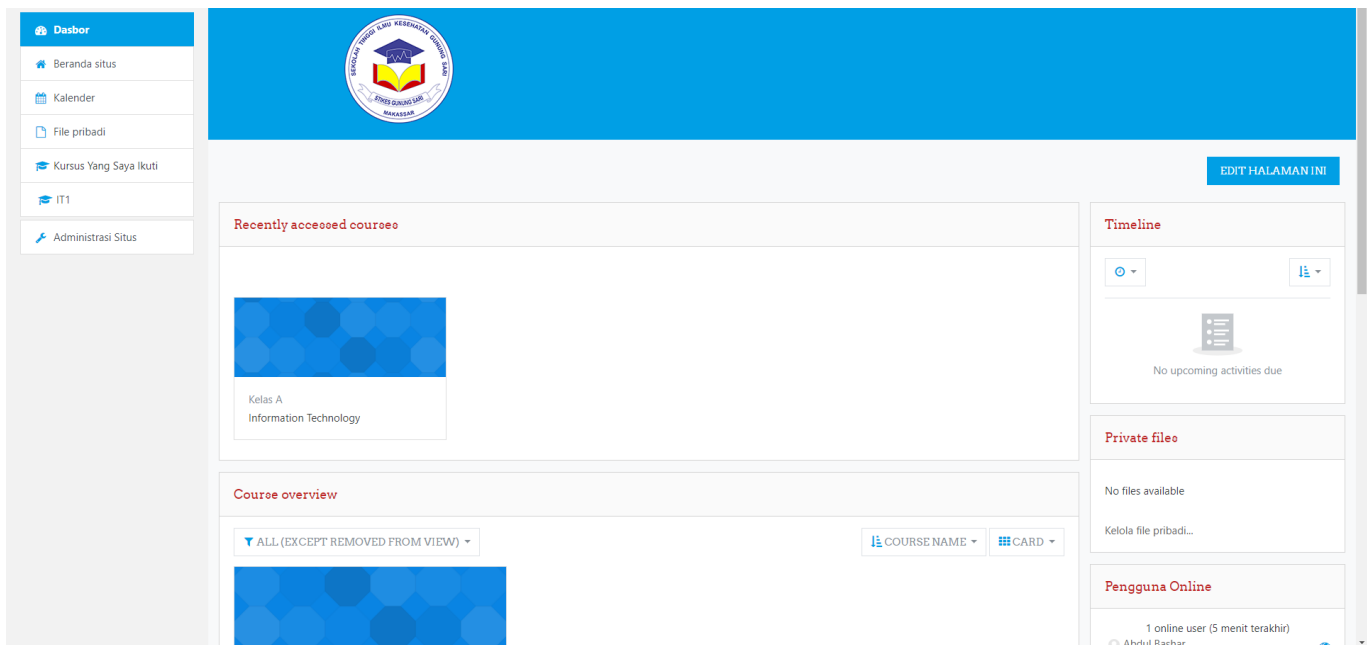 Dasbor
Beranda situs
Kalender
File pribadi
Kursus Yang Saya Ikuti
IT1
Administrasi Situs
SEKOLAH TINGGI ILMU KESEHATAN GUNUNG SARI
STIKES GUNUNG SARI
MAKASSAR
EDIT HALAMAN INI
Recently accessed courses
Kelas A
Information Technology
Course overview
ALL (EXCEPT REMOVED FROM VIEW)
COURSE NAME
CARD
Timeline
No upcoming activities due
Private files
No files available
Kelola file pribadi...
Pengguna Online
1 online user (5 menit terakhir)
Abdul Bashar